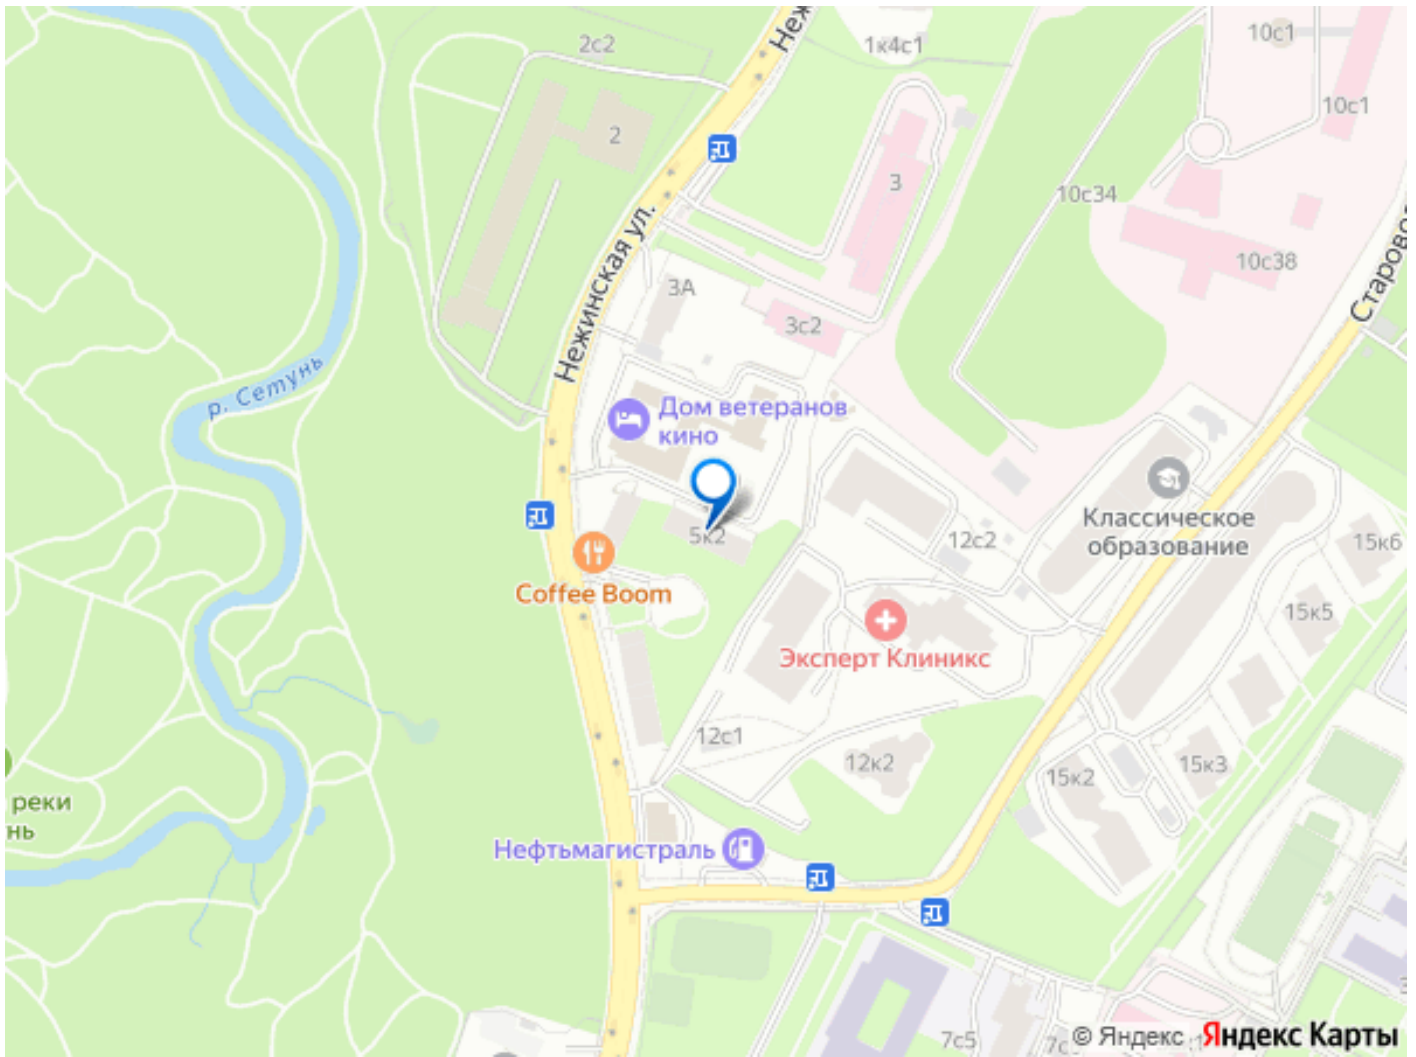 2с2
Неж
1к4с1
10с1
10с1
2
3
10с34
Нежинская ул.
10с38
3А
Старовол
3с2
р. Сетунь
Дом ветеранов
кино
5к2
12с2
Классическое
образование
15к6
Coffee Boom
15к5
Эксперт Клиникс
12с1
12к2
15к2
15к3
реки
нь
Нефтьмагистраль
7с5
7с
© Яндекс
Яндекс Карты